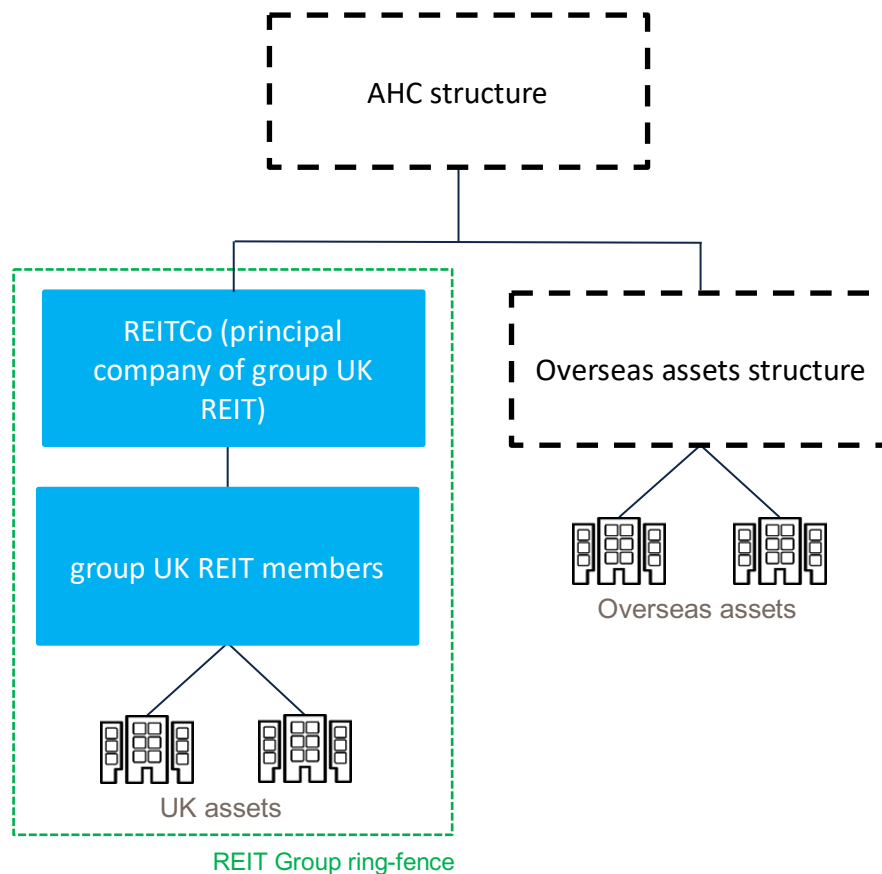 AHC structure
REITCo (principal
company of group UK
REIT)
Overseas assets structure
group UK REIT members
Overseas assets
UK assets
REIT Group ring-fence